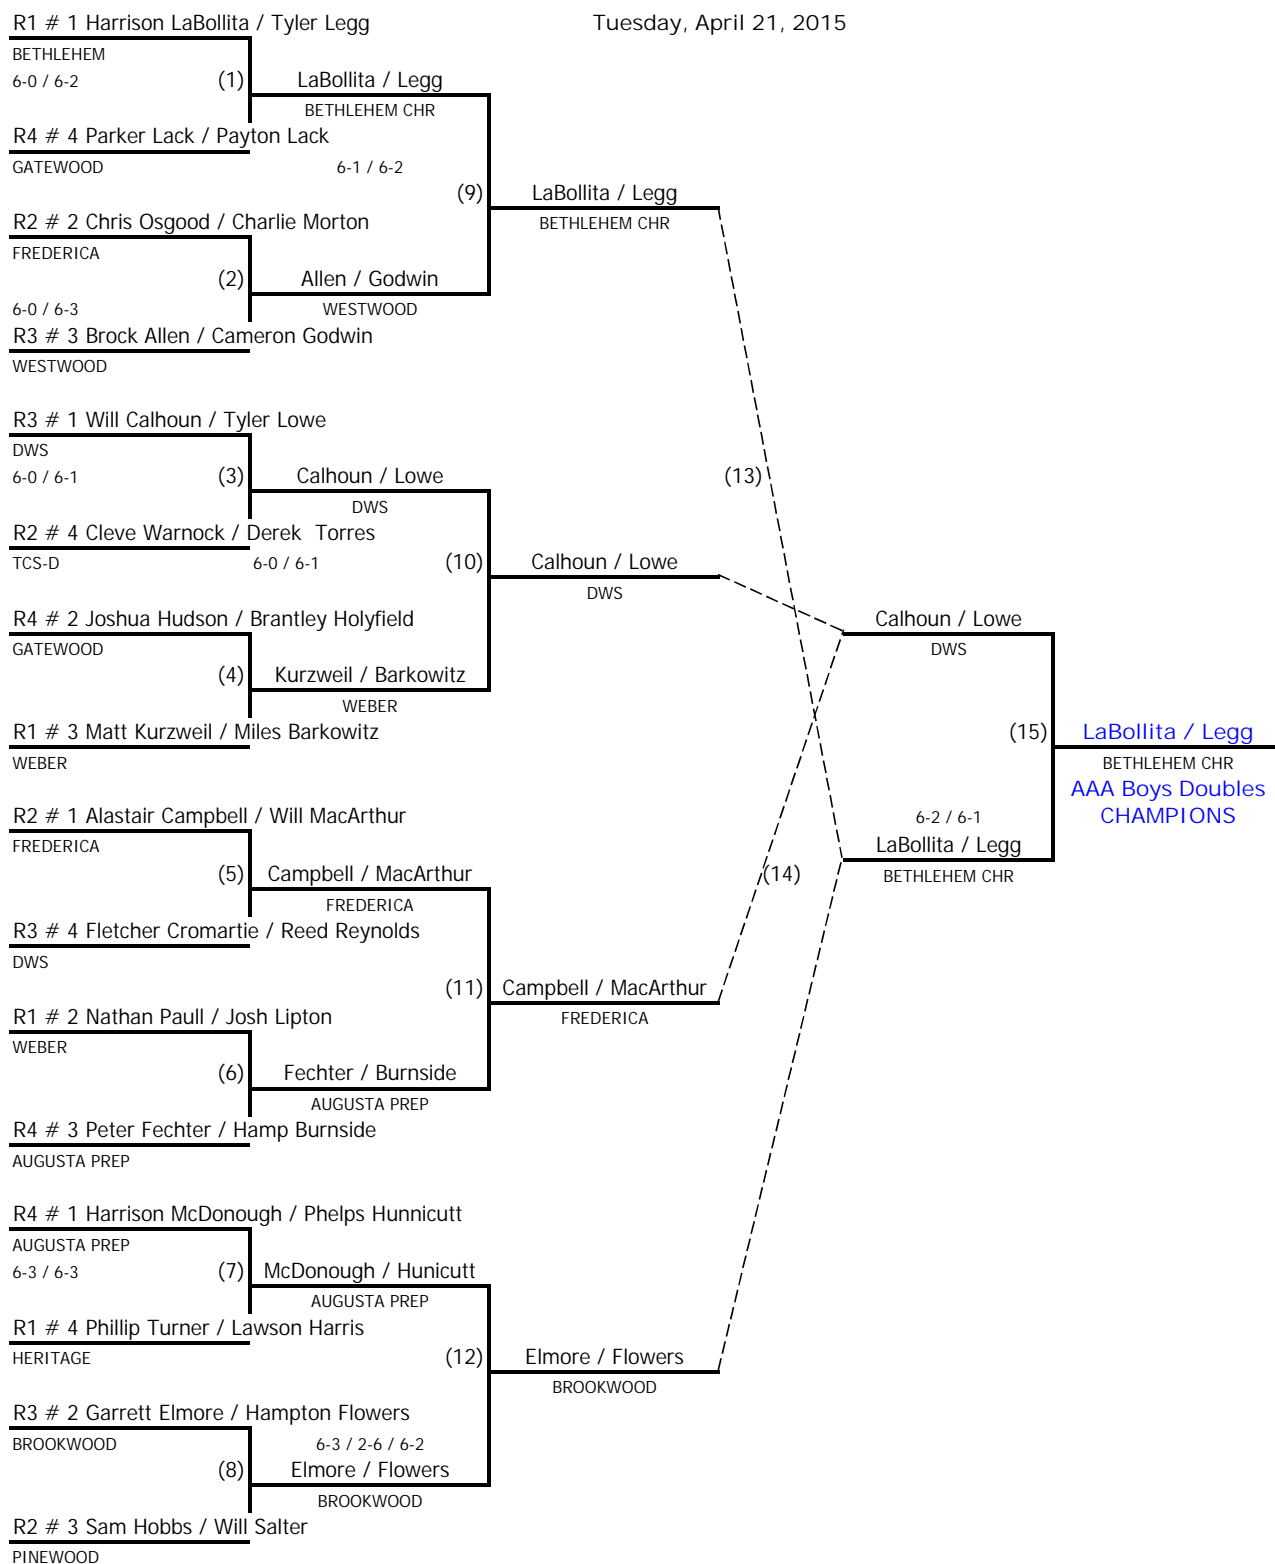 R1 # 1 Harrison LaBollita / Tyler Legg
Tuesday, April 21, 2015
BETHLEHEM
6-0 / 6-2
(1)
LaBollita / Legg
BETHLEHEM CHR
R4 # 4 Parker Lack / Payton Lack
GATEWOOD
6-1 / 6-2
(9)
LaBollita / Legg
BETHLEHEM CHR
R2 # 2 Chris Osgood / Charlie Morton
FREDERICA
(2)
Allen / Godwin
WESTWOOD
6-0 / 6-3
R3 # 3 Brock Allen / Cameron Godwin
WESTWOOD
R3 # 1 Will Calhoun / Tyler Lowe
DWS
6-0 / 6-1
(3)
Calhoun / Lowe
DWS
(13)
R2 # 4 Cleve Warnock / Derek  Torres
TCS-D
6-0 / 6-1
(10)
Calhoun / Lowe
DWS
R4 # 2 Joshua Hudson / Brantley Holyfield
GATEWOOD
Calhoun / Lowe
DWS
(4)
Kurzweil / Barkowitz
WEBER
R1 # 3 Matt Kurzweil / Miles Barkowitz
WEBER
(15)
LaBollita / Legg
BETHLEHEM CHR
AAA Boys Doubles
CHAMPIONS
R2 # 1 Alastair Campbell / Will MacArthur
FREDERICA
6-2 / 6-1
LaBollita / Legg
BETHLEHEM CHR
(5)
Campbell / MacArthur
FREDERICA
(14)
R3 # 4 Fletcher Cromartie / Reed Reynolds
DWS
(11)
Campbell / MacArthur
FREDERICA
R1 # 2 Nathan Paull / Josh Lipton
WEBER
(6)
Fechter / Burnside
AUGUSTA PREP
R4 # 3 Peter Fechter / Hamp Burnside
AUGUSTA PREP
R4 # 1 Harrison McDonough / Phelps Hunnicutt
AUGUSTA PREP
6-3 / 6-3
(7)
McDonough / Hunicutt
AUGUSTA PREP
R1 # 4 Phillip Turner / Lawson Harris
HERITAGE
(12)
Elmore / Flowers
BROOKWOOD
R3 # 2 Garrett Elmore / Hampton Flowers
BROOKWOOD
6-3 / 2-6 / 6-2
(8)
Elmore / Flowers
BROOKWOOD
R2 # 3 Sam Hobbs / Will Salter
PINEWOOD